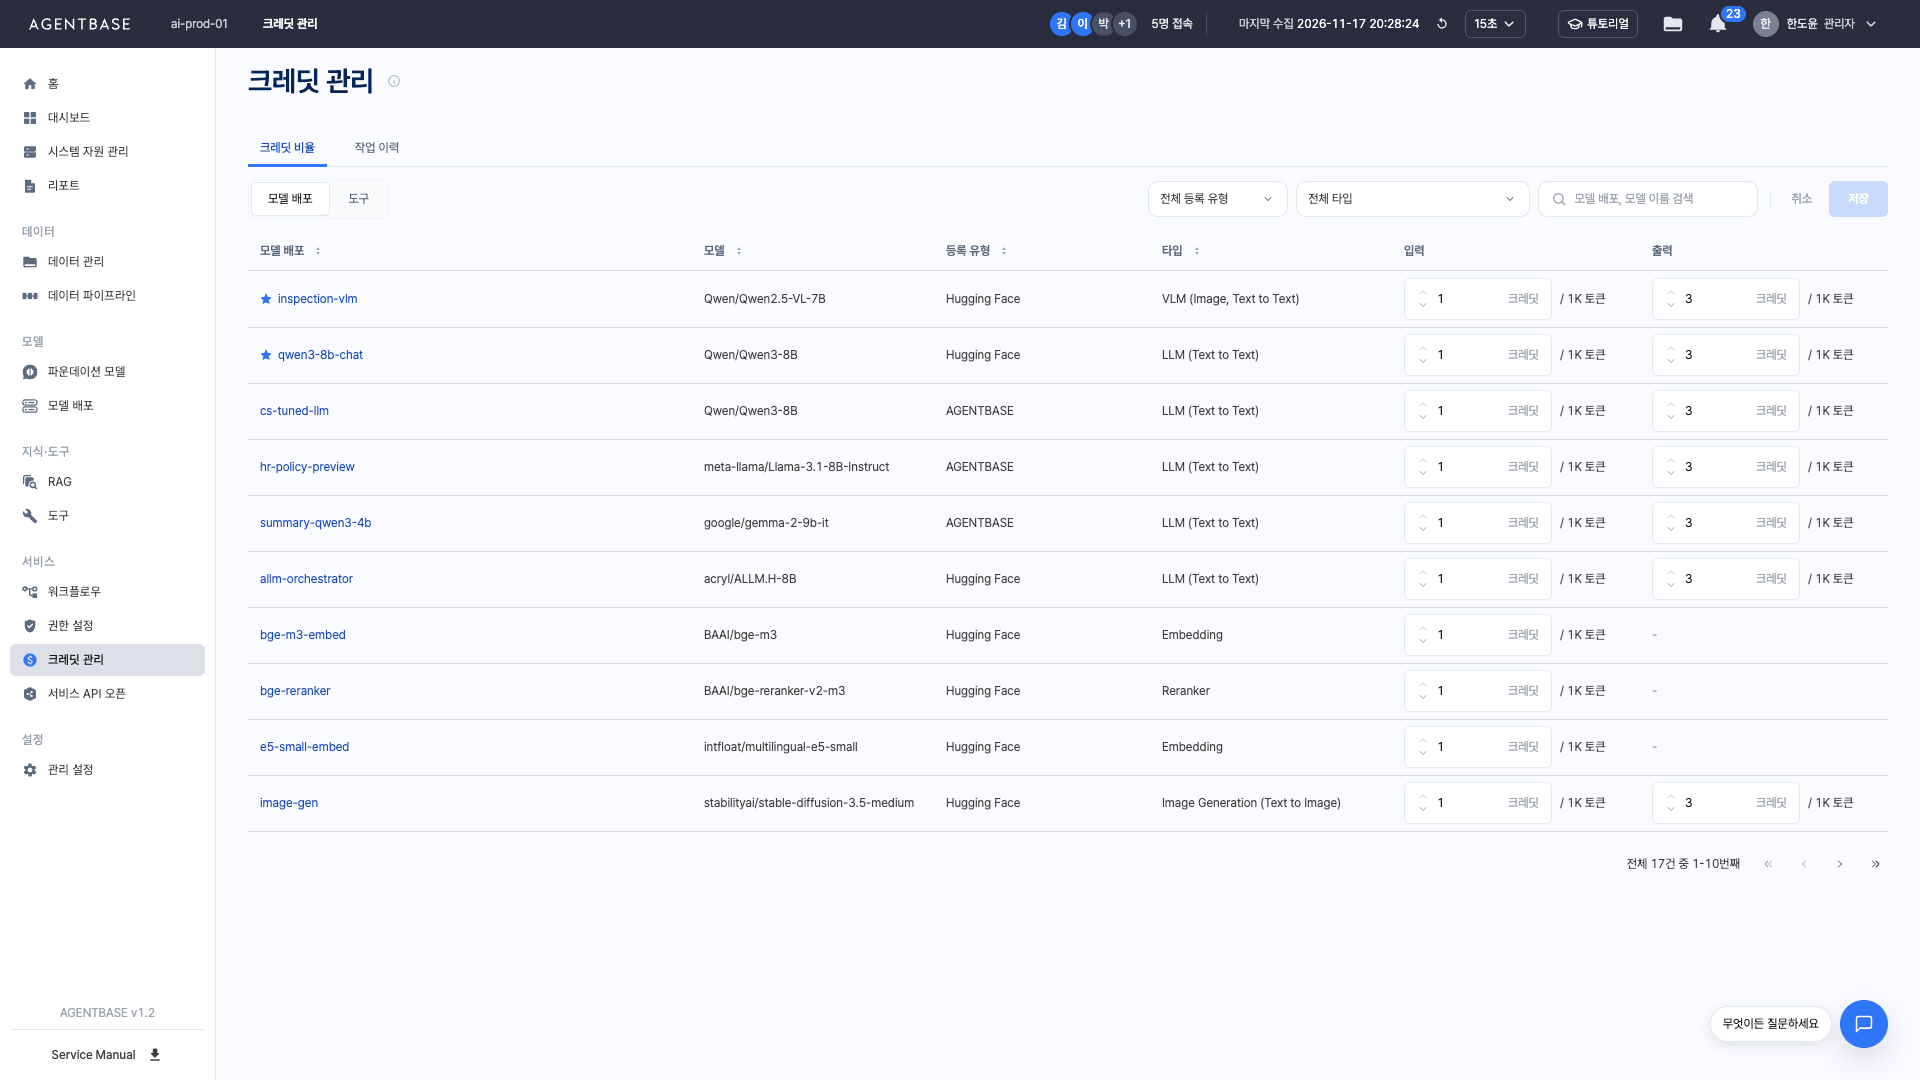 AGENTBASE ai-prod-01 크레딧 관리 김 이 박 +1 5명 접속 마지막 수집 2026-11-17 20:28:24 15초 튜토리얼 23 한 한도윤 관리자
홈
대시보드
시스템 자원 관리
리포트
데이터
데이터 관리
데이터 파이프라인
모델
파운데이션 모델
모델 배포
지식·도구
RAG
도구
서비스
워크플로우
권한 설정
크레딧 관리
서비스 API 오픈
설정
관리 설정
AGENTBASE v1.2
Service Manual
크레딧 관리
크레딧 비율 작업 이력
모델 배포 도구 전체 등록 유형 전체 타입 모델 배포, 모델 이름 검색 취소 저장
모델 배포 모델 등록 유형 타입 입력 출력
inspection-vlm Qwen/Qwen2.5-VL-7B Hugging Face VLM (Image, Text to Text) 1 크레딧 / 1K 토큰 3 크레딧 / 1K 토큰
qwen3-8b-chat Qwen/Qwen3-8B Hugging Face LLM (Text to Text) 1 크레딧 / 1K 토큰 3 크레딧 / 1K 토큰
cs-tuned-llm Qwen/Qwen3-8B AGENTBASE LLM (Text to Text) 1 크레딧 / 1K 토큰 3 크레딧 / 1K 토큰
hr-policy-preview meta-llama/Llama-3.1-8B-Instruct AGENTBASE LLM (Text to Text) 1 크레딧 / 1K 토큰 3 크레딧 / 1K 토큰
summary-qwen3-4b google/gemma-2-9b-it AGENTBASE LLM (Text to Text) 1 크레딧 / 1K 토큰 3 크레딧 / 1K 토큰
allm-orchestrator acryl/ALLM.H-8B Hugging Face LLM (Text to Text) 1 크레딧 / 1K 토큰 3 크레딧 / 1K 토큰
bge-m3-embed BAAI/bge-m3 Hugging Face Embedding 1 크레딧 / 1K 토큰 -
bge-reranker BAAI/bge-reranker-v2-m3 Hugging Face Reranker 1 크레딧 / 1K 토큰 -
e5-small-embed intfloat/multilingual-e5-small Hugging Face Embedding 1 크레딧 / 1K 토큰 -
image-gen stabilityai/stable-diffusion-3.5-medium Hugging Face Image Generation (Text to Image) 1 크레딧 / 1K 토큰 3 크레딧 / 1K 토큰
전체 17건 중 1-10번째
무엇이든 질문하세요